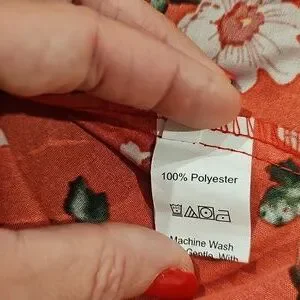 100% Polyester
Machine Wash
Gentle, With